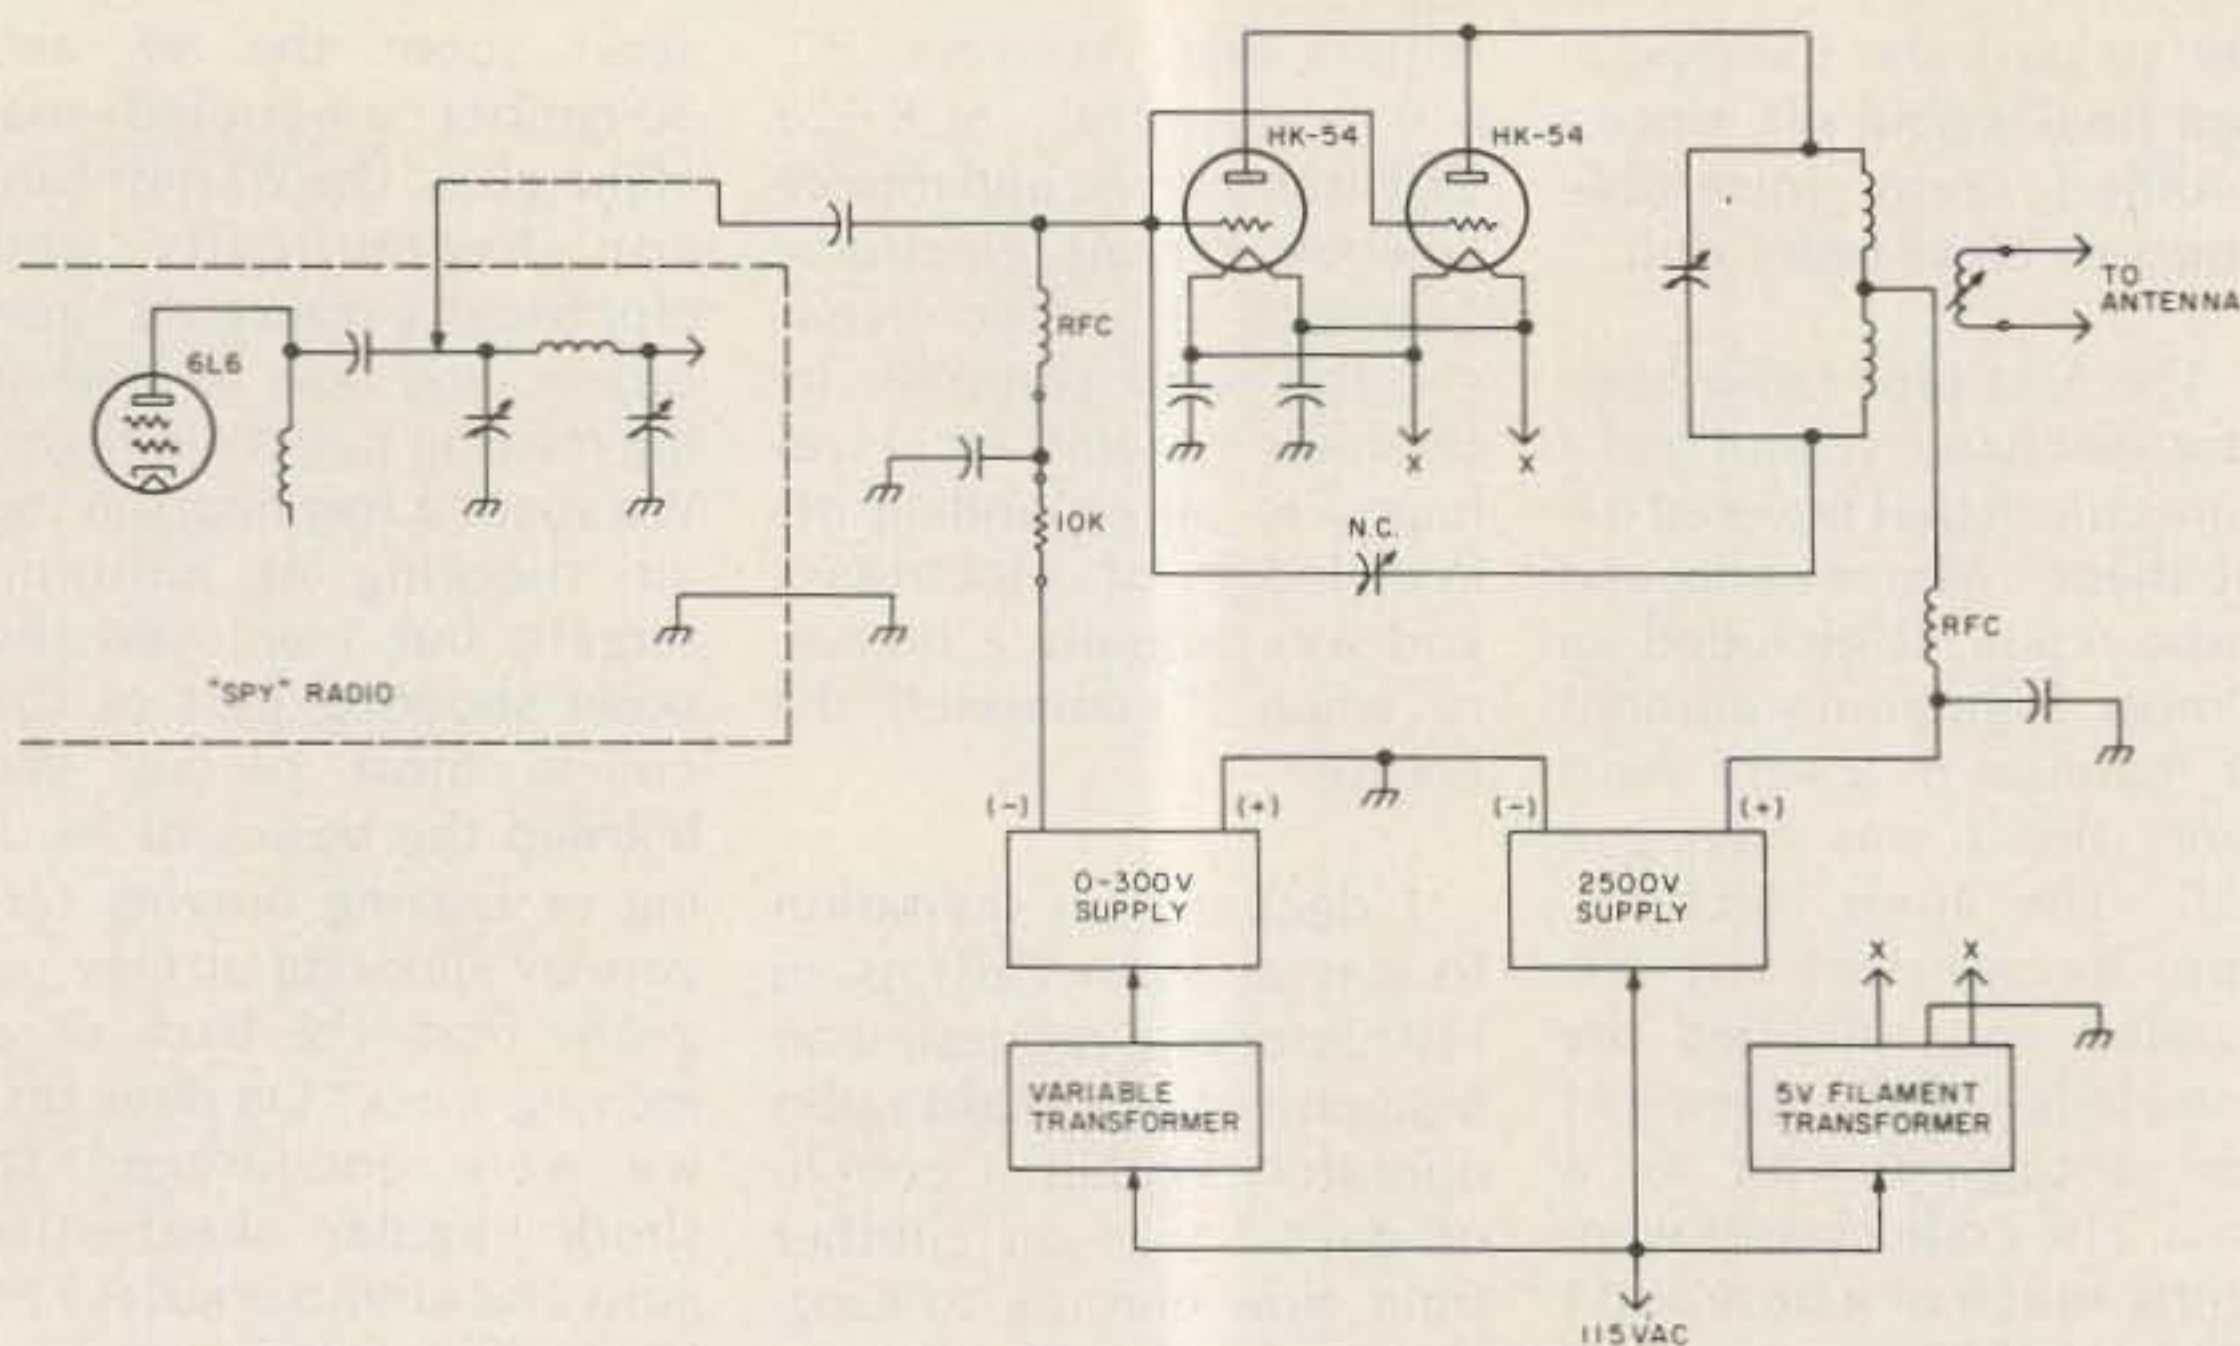 HK-54
HK-54
6L6
RFC
TO
ANTENNA
X
X
10K
N.C.
RFC
"SPY" RADIO
(-)
(+)
(-)
(+)
0-300V
SUPPLY
2500V
SUPPLY
X
X
VARIABLE
TRANSFORMER
5V FILAMENT
TRANSFORMER
115VAC